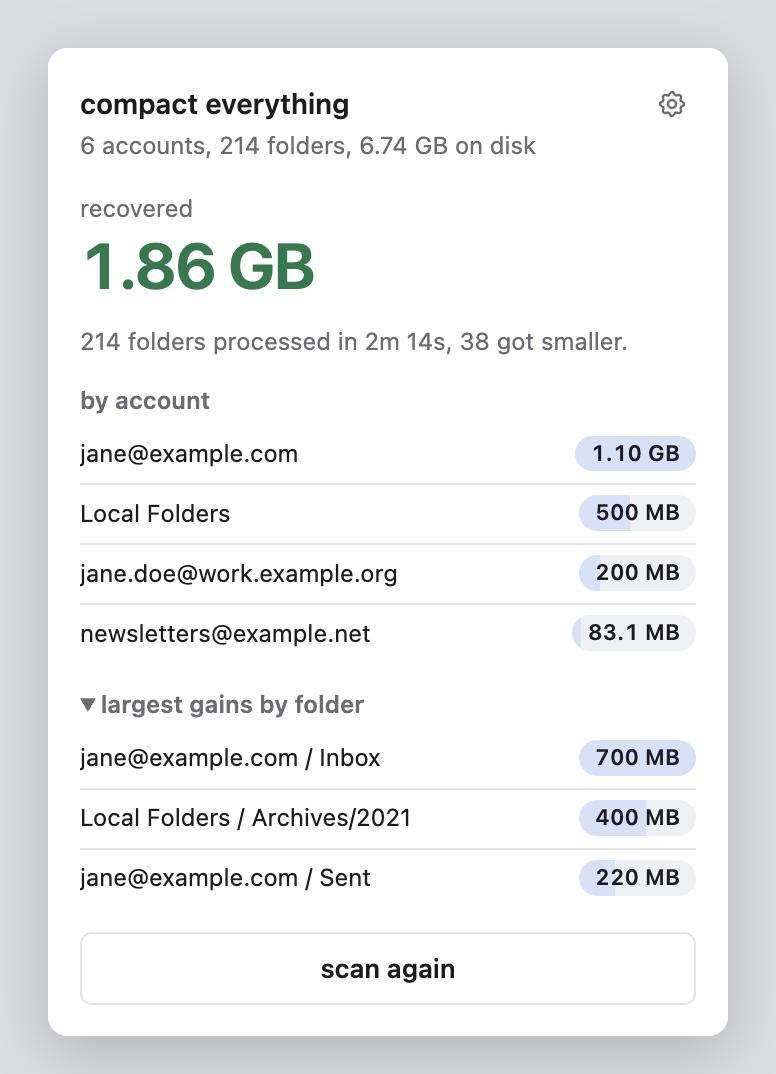 compact everything
6 accounts, 214 folders, 6.74 GB on disk
recovered
1.86 GB
214 folders processed in 2m 14s, 38 got smaller.
by account
jane@example.com 1.10 GB
Local Folders 500 MB
jane.doe@work.example.org 200 MB
newsletters@example.net 83.1 MB
▼ largest gains by folder
jane@example.com / Inbox 700 MB
Local Folders / Archives/2021 400 MB
jane@example.com / Sent 220 MB
scan again